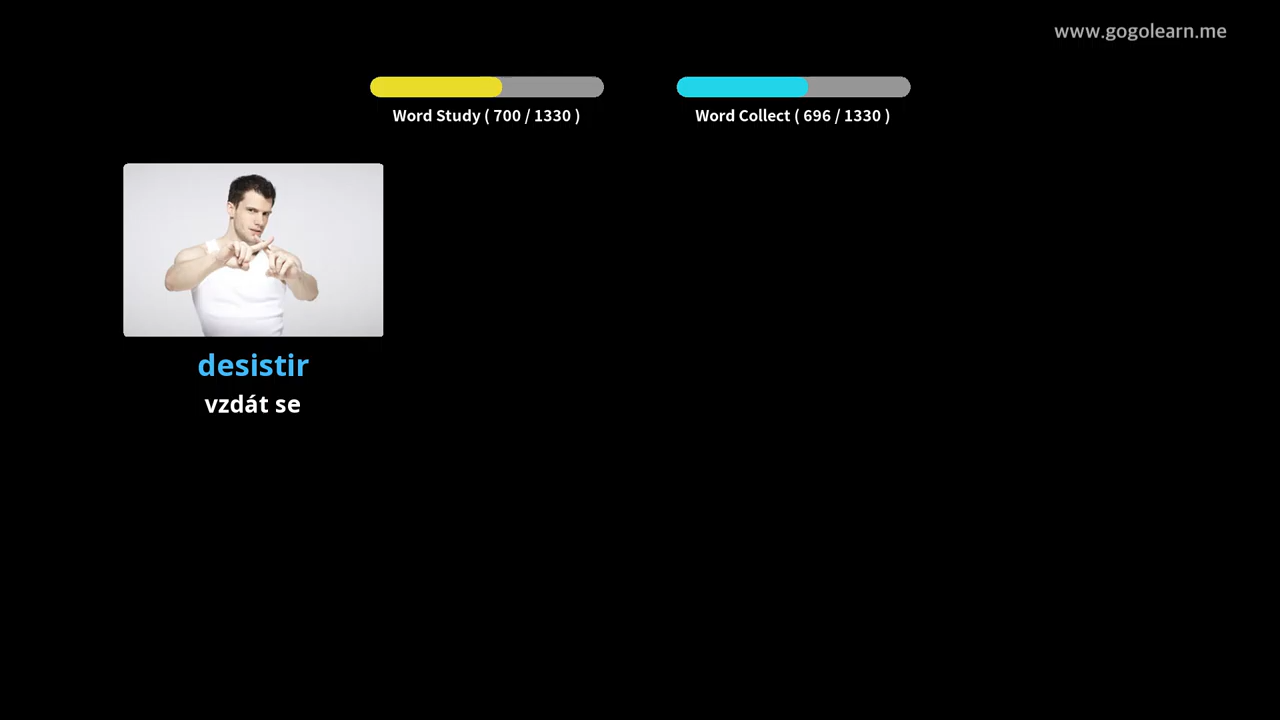 www.gogolearn.me
Word Study ( 700 / 1330 )
Word Collect ( 696 / 1330 )
desistir
vzdát se